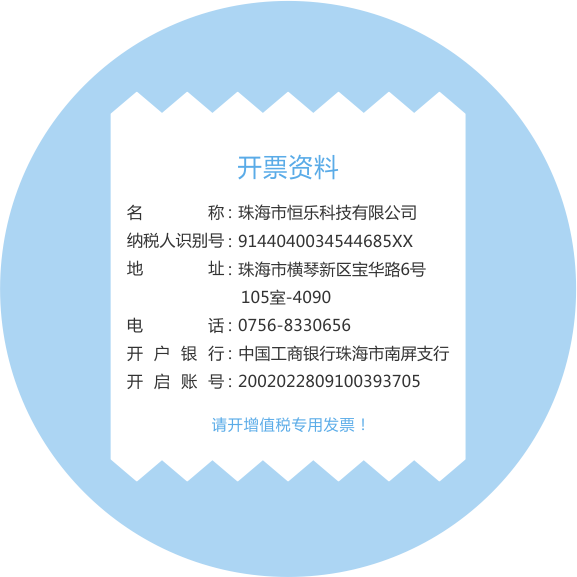 开票资料
名称：珠海市恒乐科技有限公司
纳税人识别号：9144040034544685XX
地址：珠海市横琴新区宝华路6号
105室-4090
电话：0756-8330656
开户银行：中国工商银行珠海市南屏支行
开启账号：2002022809100393705
请开增值税专用发票！